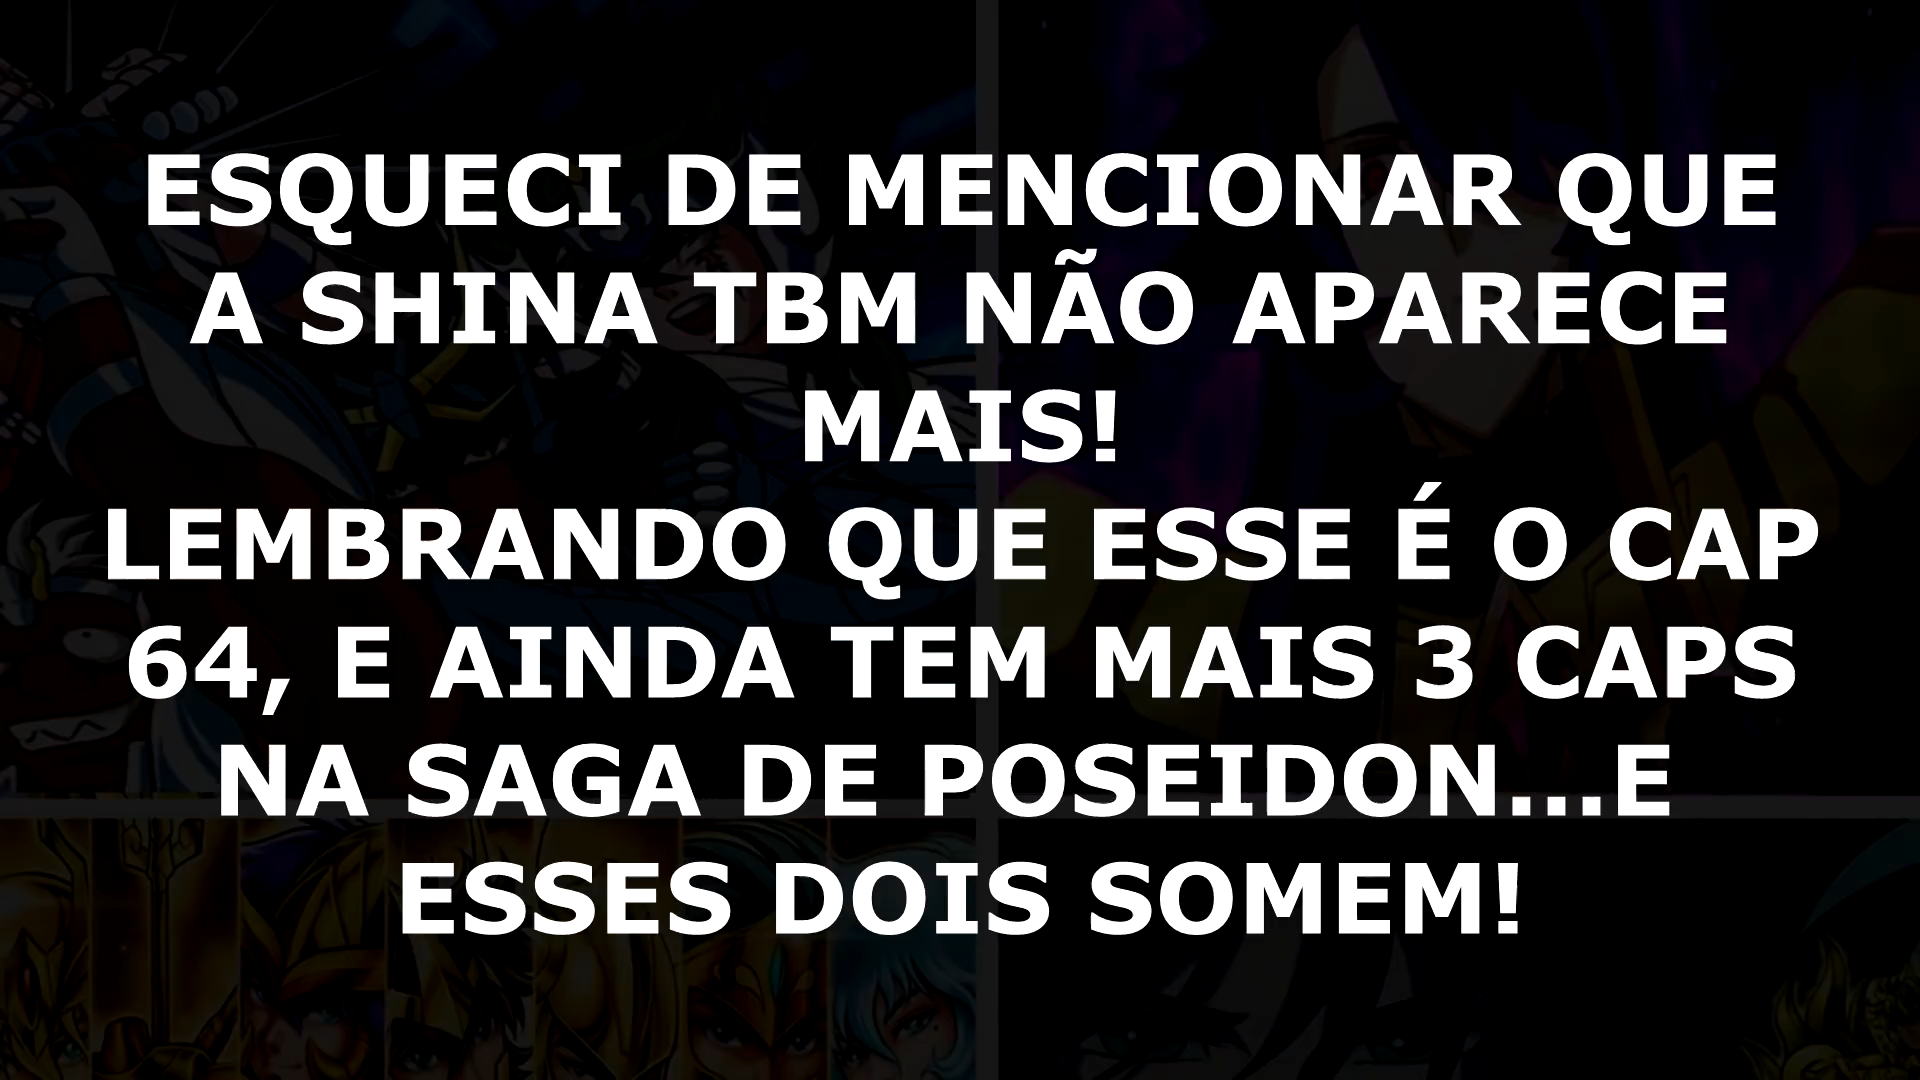 ESQUECI DE MENCIONAR QUE
A SHINA TBM NÃO APARECE
MAIS!
LEMBRANDO QUE ESSE É O CAP
64, E AINDA TEM MAIS 3 CAPS
NA SAGA DE POSEIDON...E
ESSES DOIS SOMEM!